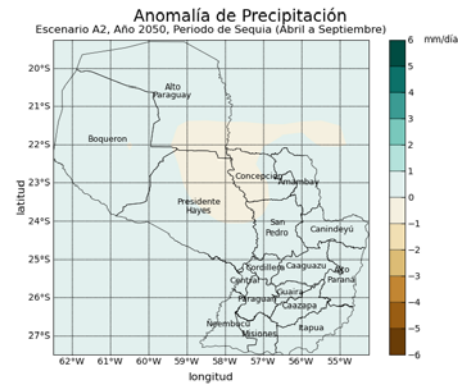 Anomalía de Precipitación
Escenario A2, Año 2050, Periodo de Sequia (Abril a Septiembre)
mm/día
6
5
4
3
2
1
0
−1
−2
−3
−4
−5
−6
20°S
21°S
22°S
23°S
24°S
25°S
26°S
27°S
latitud
Alto
Paraguay
Boqueron
Concepcion
Amambay
Presidente
Hayes
San
Pedro
Canindeyú
Cordillera
Caaguazu
Alto
Paraná
Central
Guaira
Paraguari
Caazapa
Ñeembucú
Misiones
Itapua
62°W
61°W
60°W
59°W
58°W
57°W
56°W
55°W
longitud